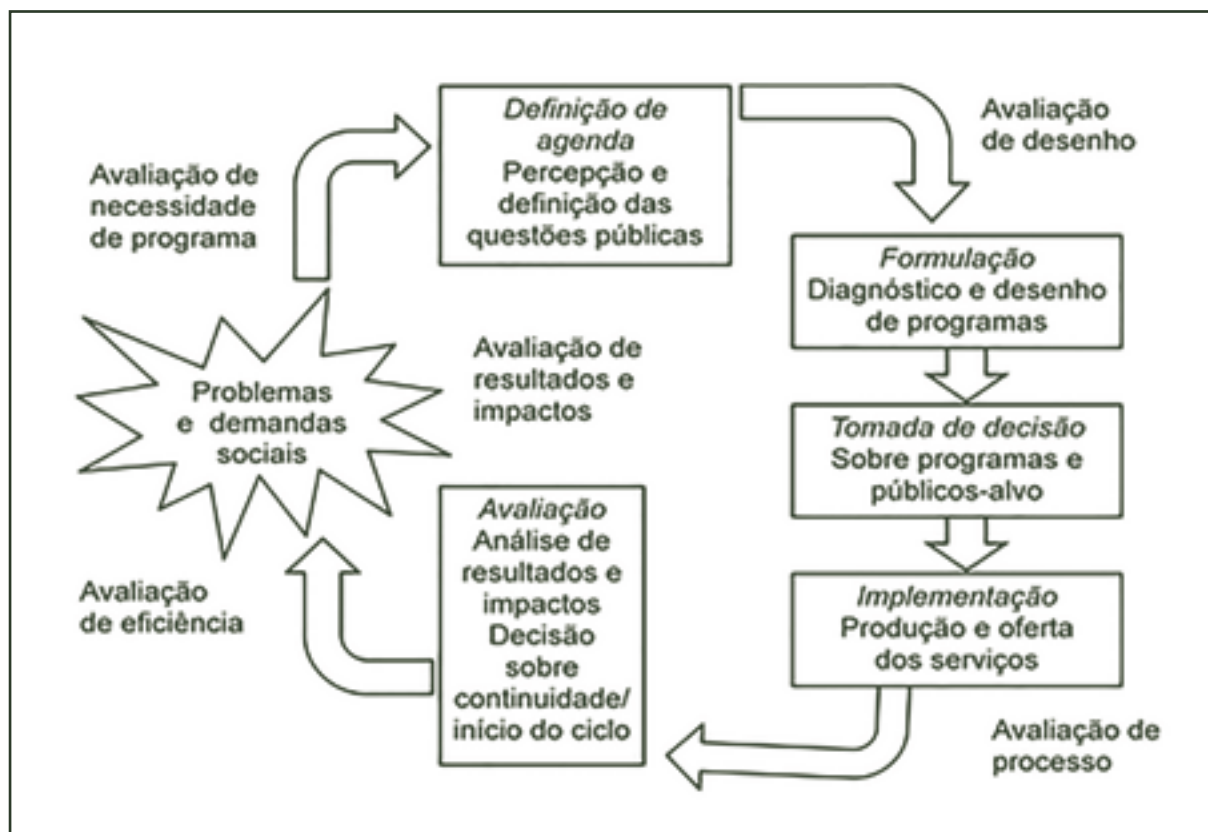 Definição de
agenda
Percepção e
definição das
questões públicas
Avaliação
de desenho
Avaliação de
necessidade
de programa
Formulação
Diagnóstico e desenho
de programas
Avaliação de
resultados e
impactos
Problemas
e demandas
sociais
Tomada de decisão
Sobre programas e
públicos-alvo
Avaliação
Análise de
resultados e
impactos
Decisão
sobre
continuidade/
início do ciclo
Avaliação
de eficiência
Implementação
Produção e oferta
dos serviços
Avaliação de
processo